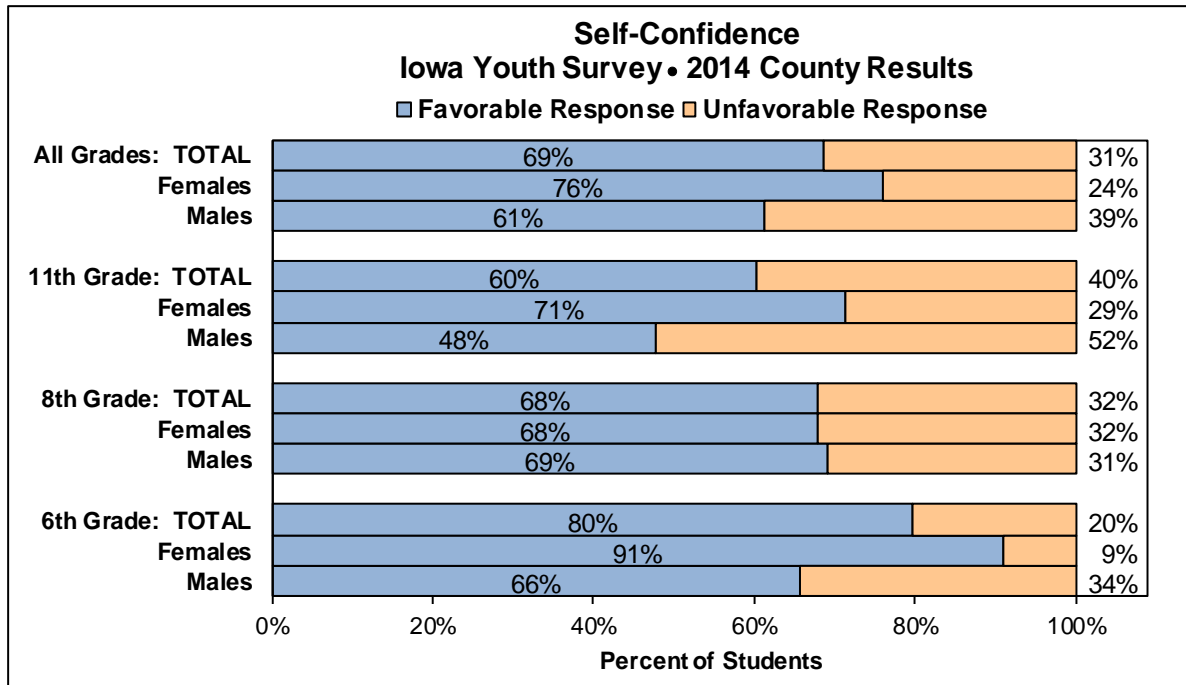 Self-Confidence
Iowa Youth Survey • 2014 County Results
Favorable Response Unfavorable Response
All Grades: TOTAL 69% 31%
Females 76% 24%
Males 61% 39%
11th Grade: TOTAL 60% 40%
Females 71% 29%
Males 48% 52%
8th Grade: TOTAL 68% 32%
Females 68% 32%
Males 69% 31%
6th Grade: TOTAL 80% 20%
Females 91% 9%
Males 66% 34%
0% 20% 40% 60% 80% 100%
Percent of Students